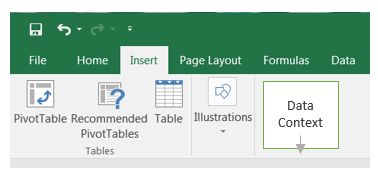 File Home Insert Page Layout Formulas Data
PivotTable Recommended PivotTables Table Illustrations Data Context
Tables